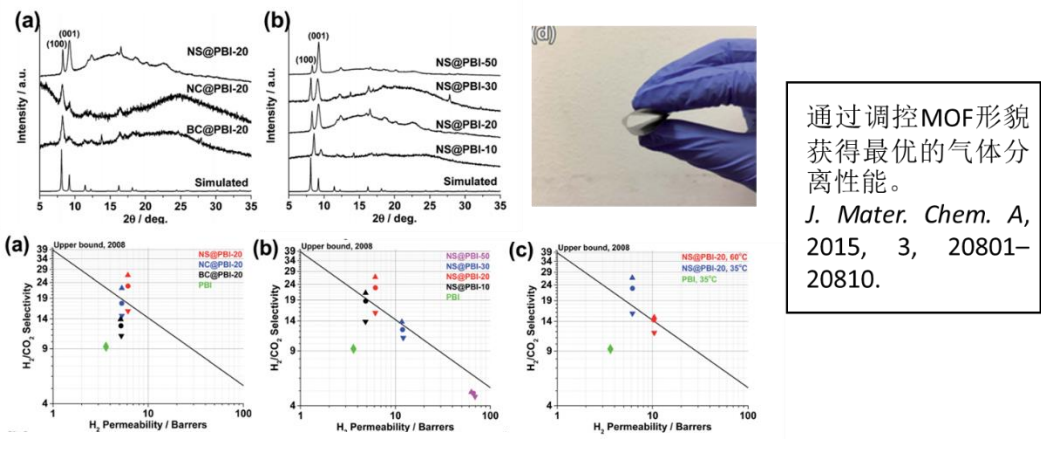 (a)
(001)
(100)
NS@PBI-20
NC@PBI-20
BC@PBI-20
Simulated
Intensity / a.u.
5 10 15 20 25 30 35
2θ / deg.
(b)
(001)
(100)
NS@PBI-50
NS@PBI-30
NS@PBI-20
NS@PBI-10
Simulated
Intensity / a.u.
5 10 15 20 25 30 35
2θ / deg.
(d)
通过调控MOF形貌
获得最优的气体分
离性能。
J. Mater. Chem. A,
2015, 3, 20801–
20810.
(a)
Upper bound, 2008
NS@PBI-20
NC@PBI-20
BC@PBI-20
PBI
H₂/CO₂ Selectivity
39
34
29
24
19
14
9
4
1 10 100
H₂ Permeability / Barrers
(b)
Upper bound, 2008
NS@PBI-50
NS@PBI-30
NS@PBI-20
NS@PBI-10
PBI
H₂/CO₂ Selectivity
39
34
29
24
19
14
9
4
1 10 100
H₂ Permeability / Barrers
(c)
Upper bound, 2008
NS@PBI-20, 60°C
NS@PBI-20, 35°C
PBI, 35°C
H₂/CO₂ Selectivity
39
34
29
24
19
14
9
4
1 10 100
H₂ Permeability / Barrers